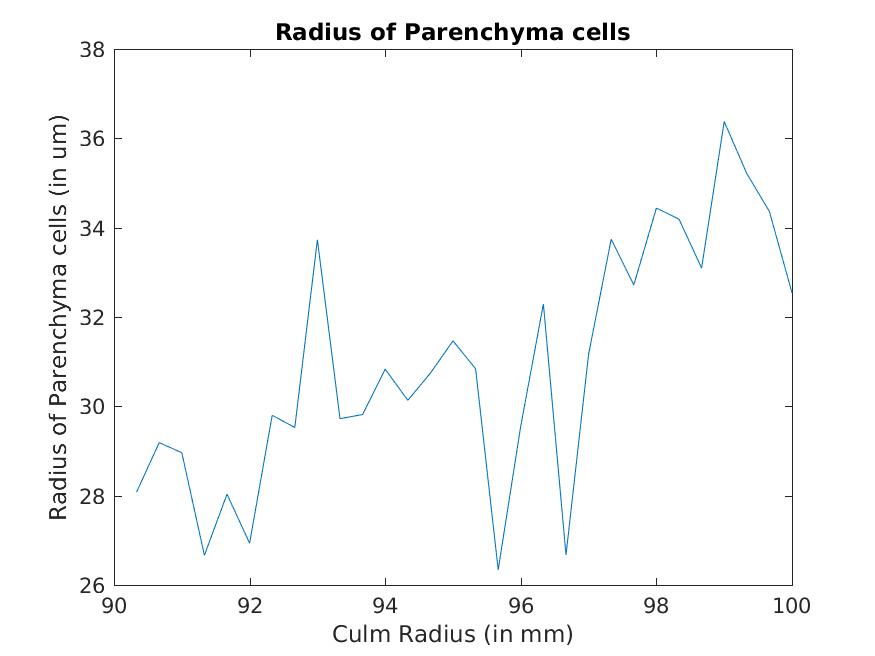 Radius of Parenchyma cells
38
36
34
32
30
28
26
Radius of Parenchyma cells (in um)
90 92 94 96 98 100
Culm Radius (in mm)